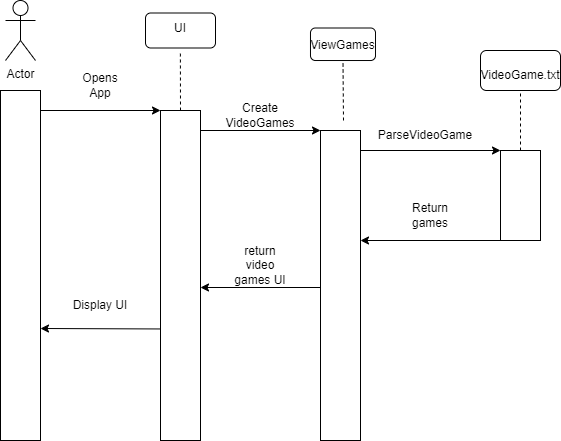 UI
ViewGames
Actor
VideoGame.txt
Opens
App
Create
VideoGames
ParseVideoGame
Return
games
return
video
games UI
Display UI